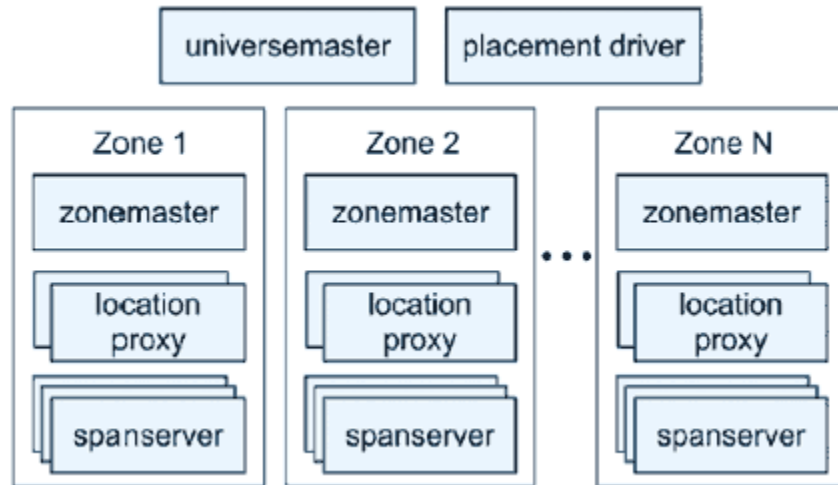 universemaster
placement driver
Zone 1
zonemaster
location
proxy
spanserver
Zone 2
zonemaster
location
proxy
spanserver
...
Zone N
zonemaster
location
proxy
spanserver